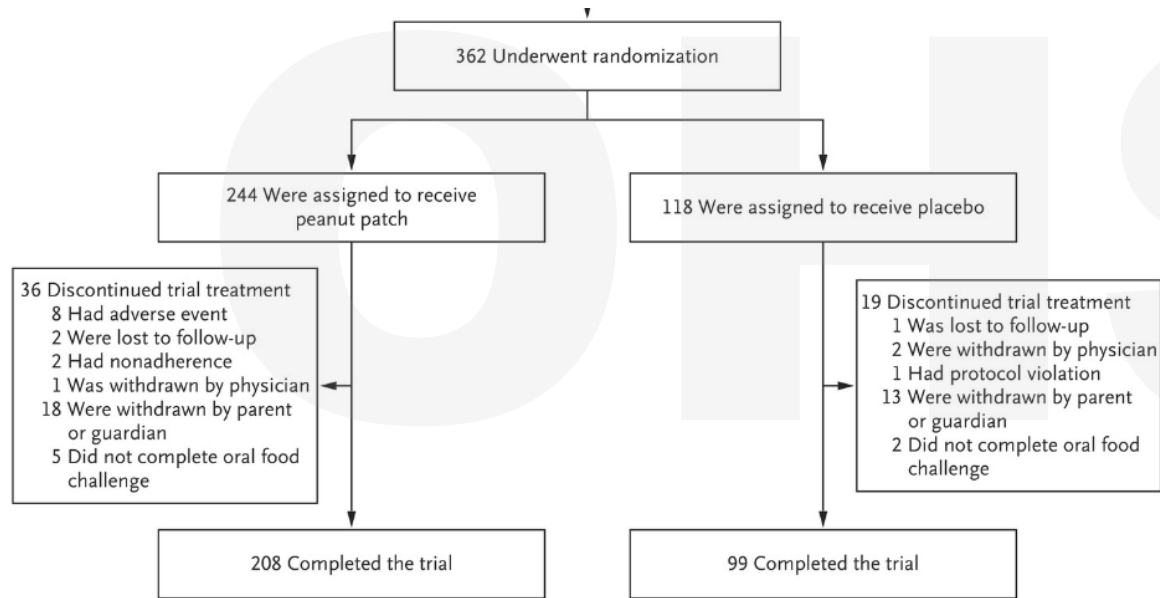 362 Underwent randomization
244 Were assigned to receive
peanut patch
118 Were assigned to receive placebo
36 Discontinued trial treatment
8 Had adverse event
2 Were lost to follow-up
2 Had nonadherence
1 Was withdrawn by physician
18 Were withdrawn by parent
or guardian
5 Did not complete oral food
challenge
19 Discontinued trial treatment
1 Was lost to follow-up
2 Were withdrawn by physician
1 Had protocol violation
13 Were withdrawn by parent
or guardian
2 Did not complete oral food
challenge
208 Completed the trial
99 Completed the trial
OHS